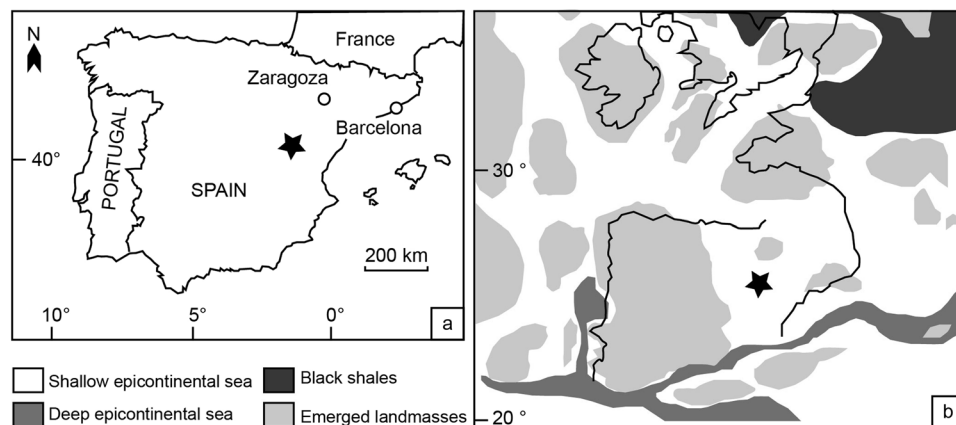 N
France
Zaragoza
Barcelona
40°
PORTUGAL
SPAIN
200 km
10°
5°
0°
a
Shallow epicontinental sea
Black shales
Deep epicontinental sea
Emerged landmasses
30 °
20 °
b